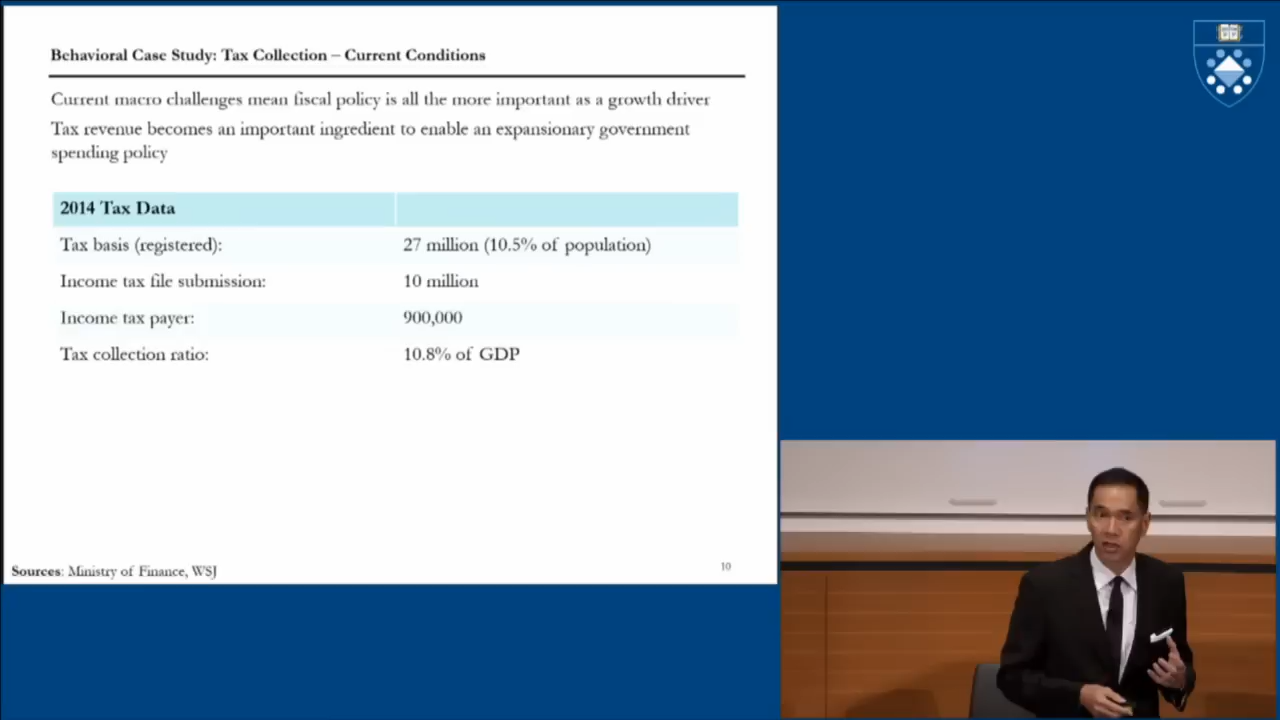 Behavioral Case Study: Tax Collection – Current Conditions
Current macro challenges mean fiscal policy is all the more important as a growth driver
Tax revenue becomes an important ingredient to enable an expansionary government
spending policy
2014 Tax Data
Tax basis (registered): 27 million (10.5% of population)
Income tax file submission: 10 million
Income tax payer: 900,000
Tax collection ratio: 10.8% of GDP
Sources: Ministry of Finance, WSJ
10